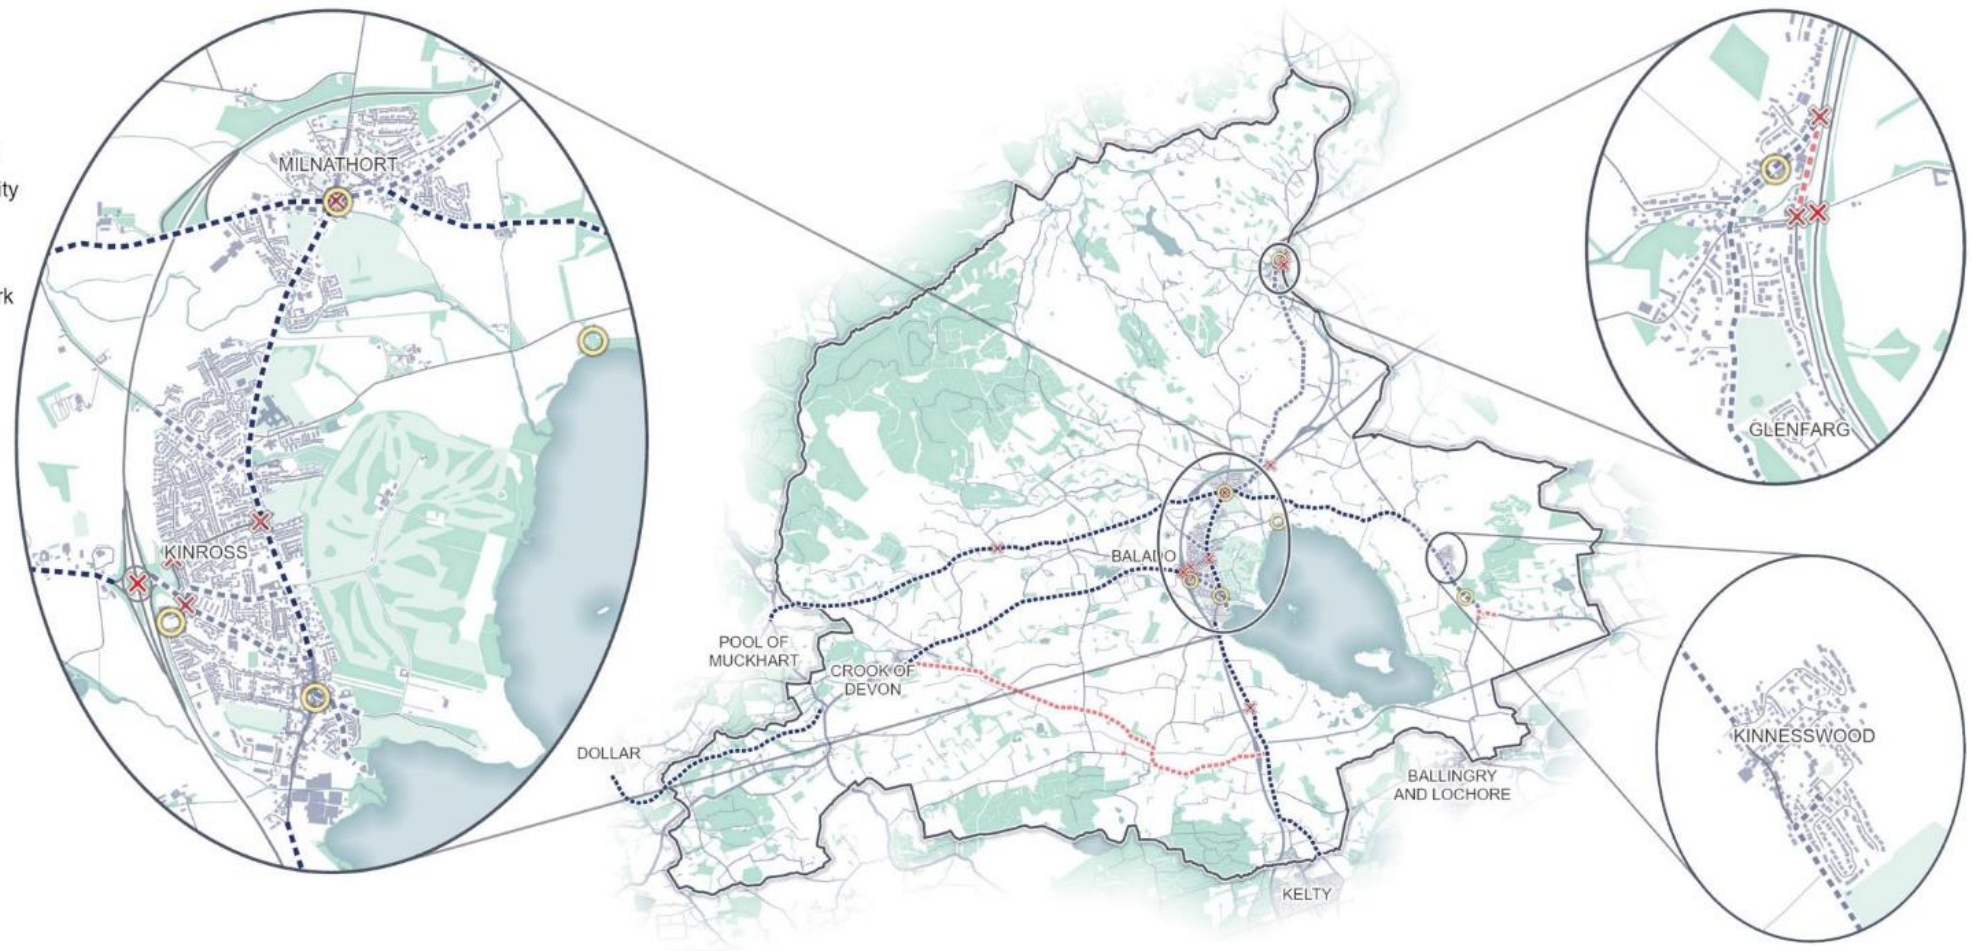 ity
rk
MILNATHORT
KINROSS
GLENFARG
BALADO
POOL OF
MUCKHART
CROOK OF
DEVON
DOLLAR
KINNESSWOOD
BALLINGRY
AND LOCHORE
KELTY